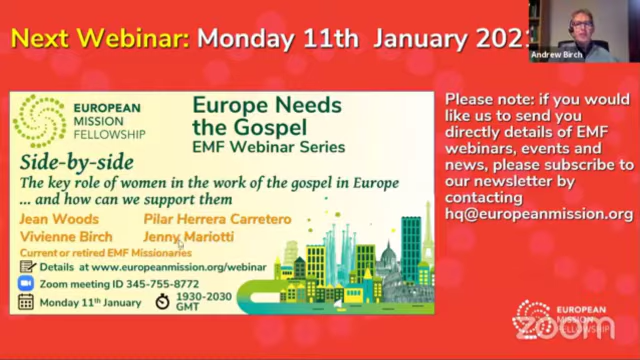 Next Webinar: Monday 11th January 2021
Andrew Birch
EUROPEAN
MISSION
FELLOWSHIP
Europe Needs
the Gospel
EMF Webinar Series
Side-by-side
The key role of women in the work of the gospel in Europe
... and how can we support them
Jean Woods
Pilar Herrera Carretero
Vivienne Birch
Jenny Mariotti
Current or retired EMF Missionaries
Details at www.europeanmission.org/webinar
Zoom meeting ID 345-755-8772
Monday 11th January
1930-2030
GMT
Please note: if you would
like us to send you
directly details of EMF
webinars, events and
news, please subscribe to
our newsletter by
contacting
hq@europeanmission.org
EUROPEAN
MISSION
FELLOWSHIP
zoom